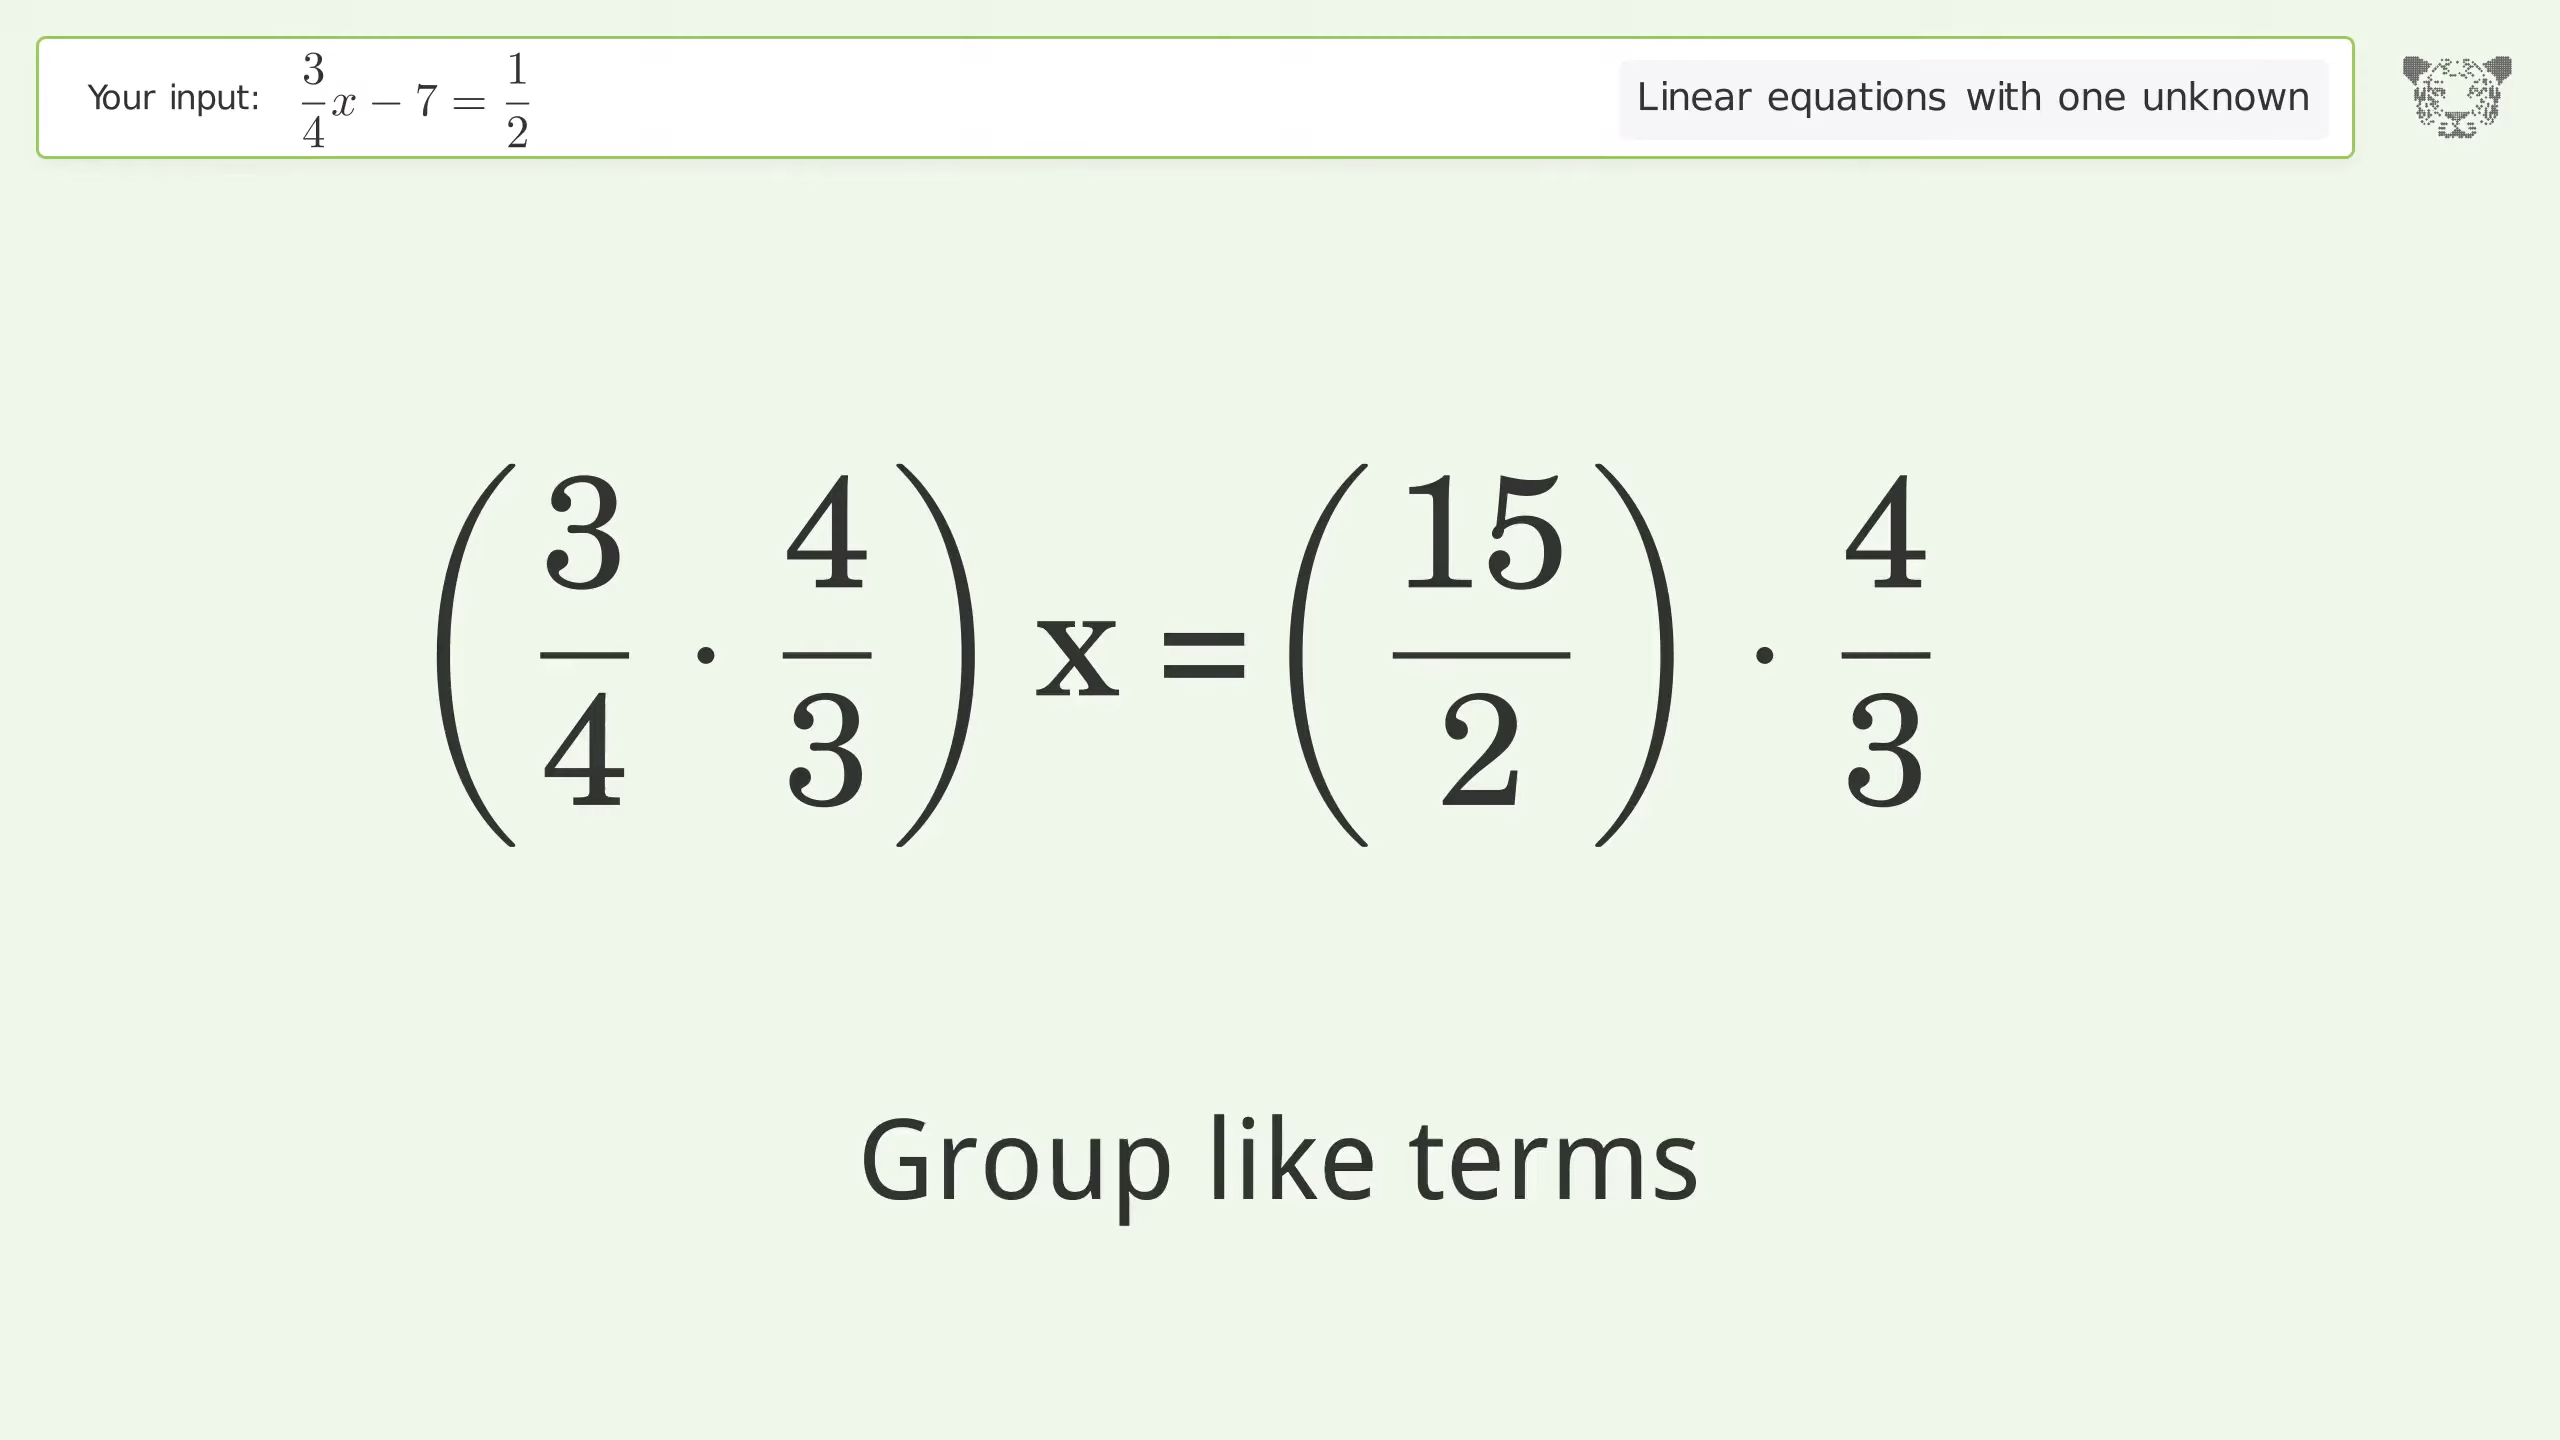 Your input: 3/4 x − 7 = 1/2
Linear equations with one unknown
(3/4 · 4/3) x = (15/2) · 4/3
Group like terms